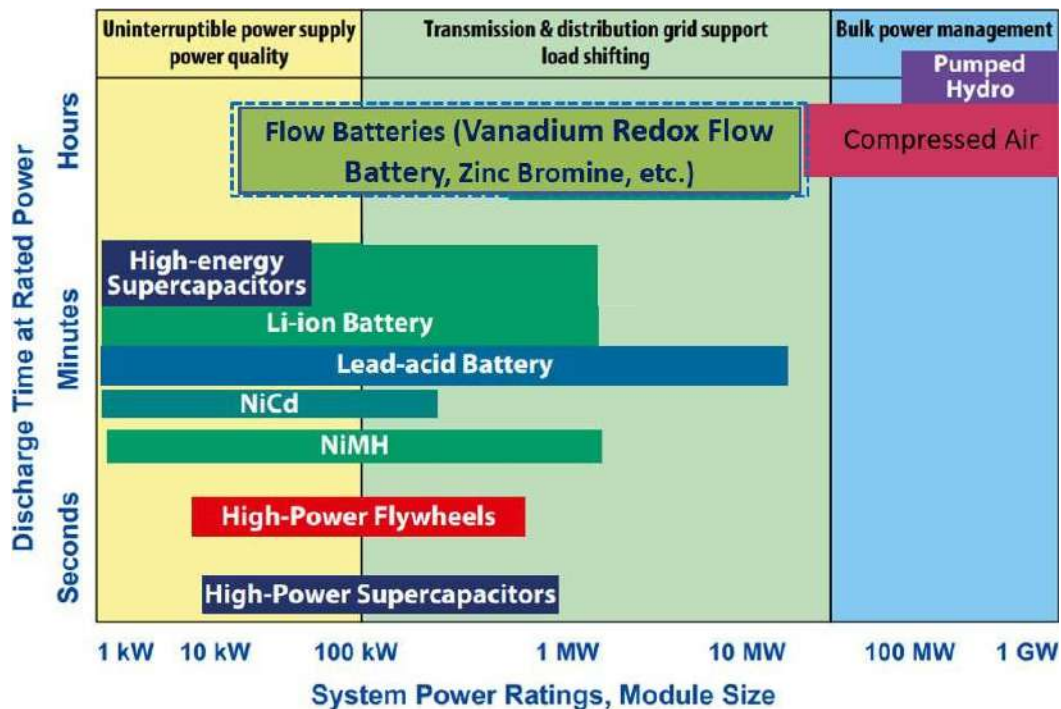 Uninterruptible power supply
power quality
Transmission & distribution grid support
load shifting
Bulk power management
Pumped
Hydro
Flow Batteries (Vanadium Redox Flow
Battery, Zinc Bromine, etc.)
Compressed Air
High-energy
Supercapacitors
Li-ion Battery
Lead-acid Battery
NiCd
NiMH
High-Power Flywheels
High-Power Supercapacitors
Discharge Time at Rated Power
Hours
Minutes
Seconds
1 kW 10 kW 100 kW 1 MW 10 MW 100 MW 1 GW
System Power Ratings, Module Size